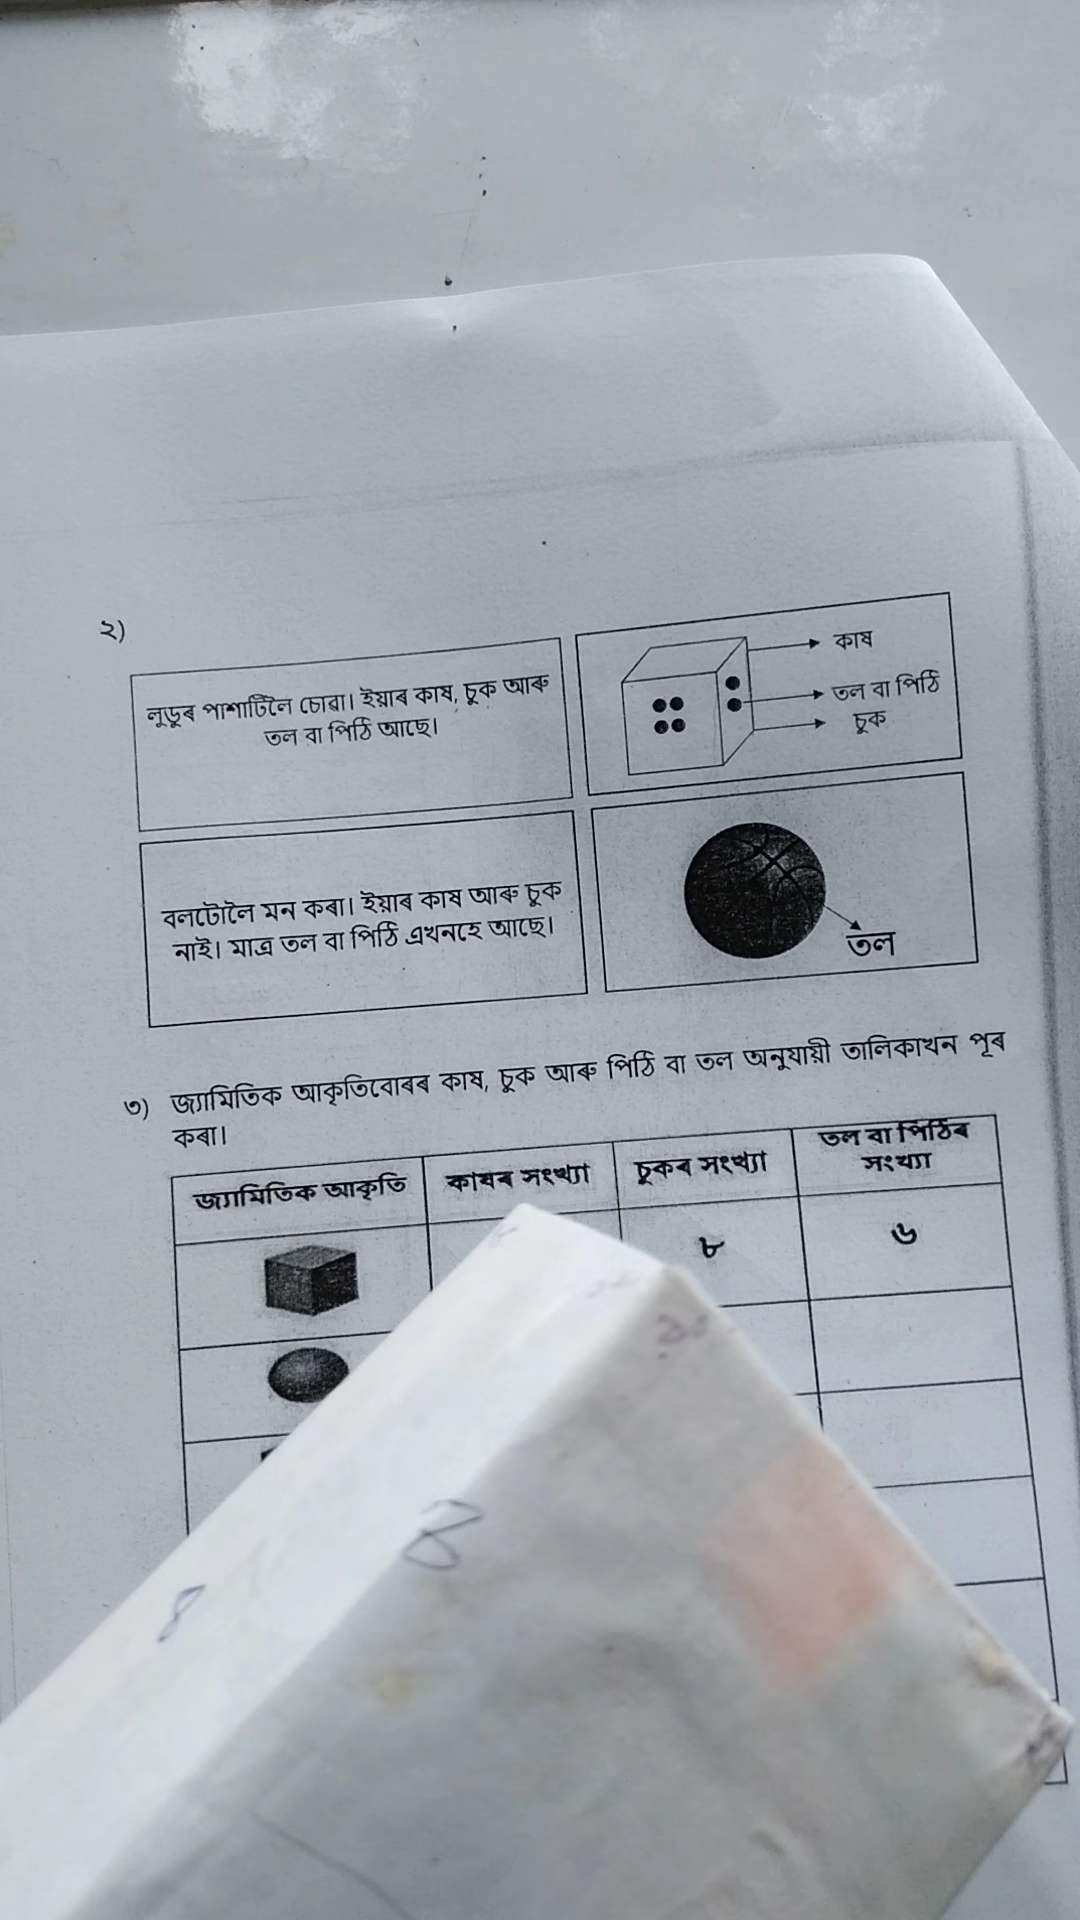 ২)
লুডুৰ পাশাটিলৈ চোৱা। ইয়াৰ কাষ, চুক আৰু
তল বা পিঠি আছে।
কাষ
তল বা পিঠি
চুক
বলটোলৈ মন কৰা। ইয়াৰ কাষ আৰু চুক
নাই। মাত্ৰ তল বা পিঠি এখনহে আছে।
তল
৩) জ্যামিতিক আকৃতিবোৰৰ কাষ, চুক আৰু পিঠি বা তল অনুযায়ী তালিকাখন পূৰ
কৰা।
জ্যামিতিক আকৃতি কাষৰ সংখ্যা চুকৰ সংখ্যা তল বা পিঠিৰ
সংখ্যা
৮ ৬